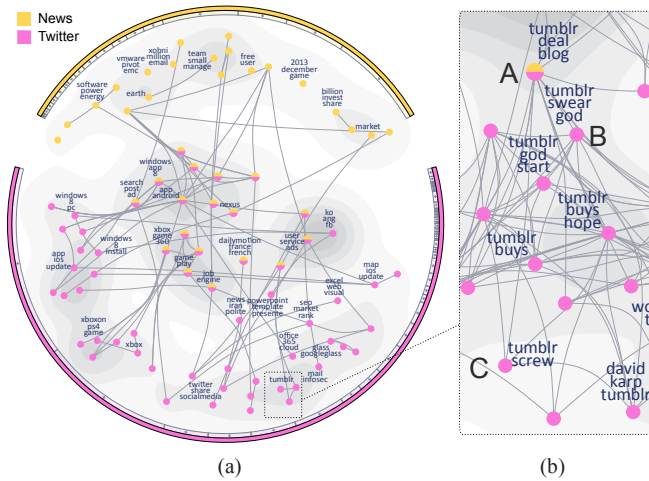 News
Twitter
(a)
vmware
pivot
emc
xobni
million
email
team
small
manage
free
user
2013
december
game
software
power
energy
earth
billion
invest
share
market
windows
app
8
search
post
ad
app
android
nexus
windows
8
pc
windows
8
install
app
ios
update
xbox
game
360
game
play
job
engine
dailymotion
france
french
user
service
ads
ko
ang
fb
map
ios
update
excel
web
visual
news
iran
polite
powerpoint
template
presente
seo
market
rank
xboxon
ps4
game
xbox
office
365
cloud
glass
googleglass
mail
infosec
twitter
share
socialmedia
tumblr
(a)
tumblr
deal
blog
A
tumblr
swear
god
B
tumblr
god
start
tumblr
buys
hope
tumblr
buys
wo
t
C
tumblr
screw
david
karp
tumblr
(b)